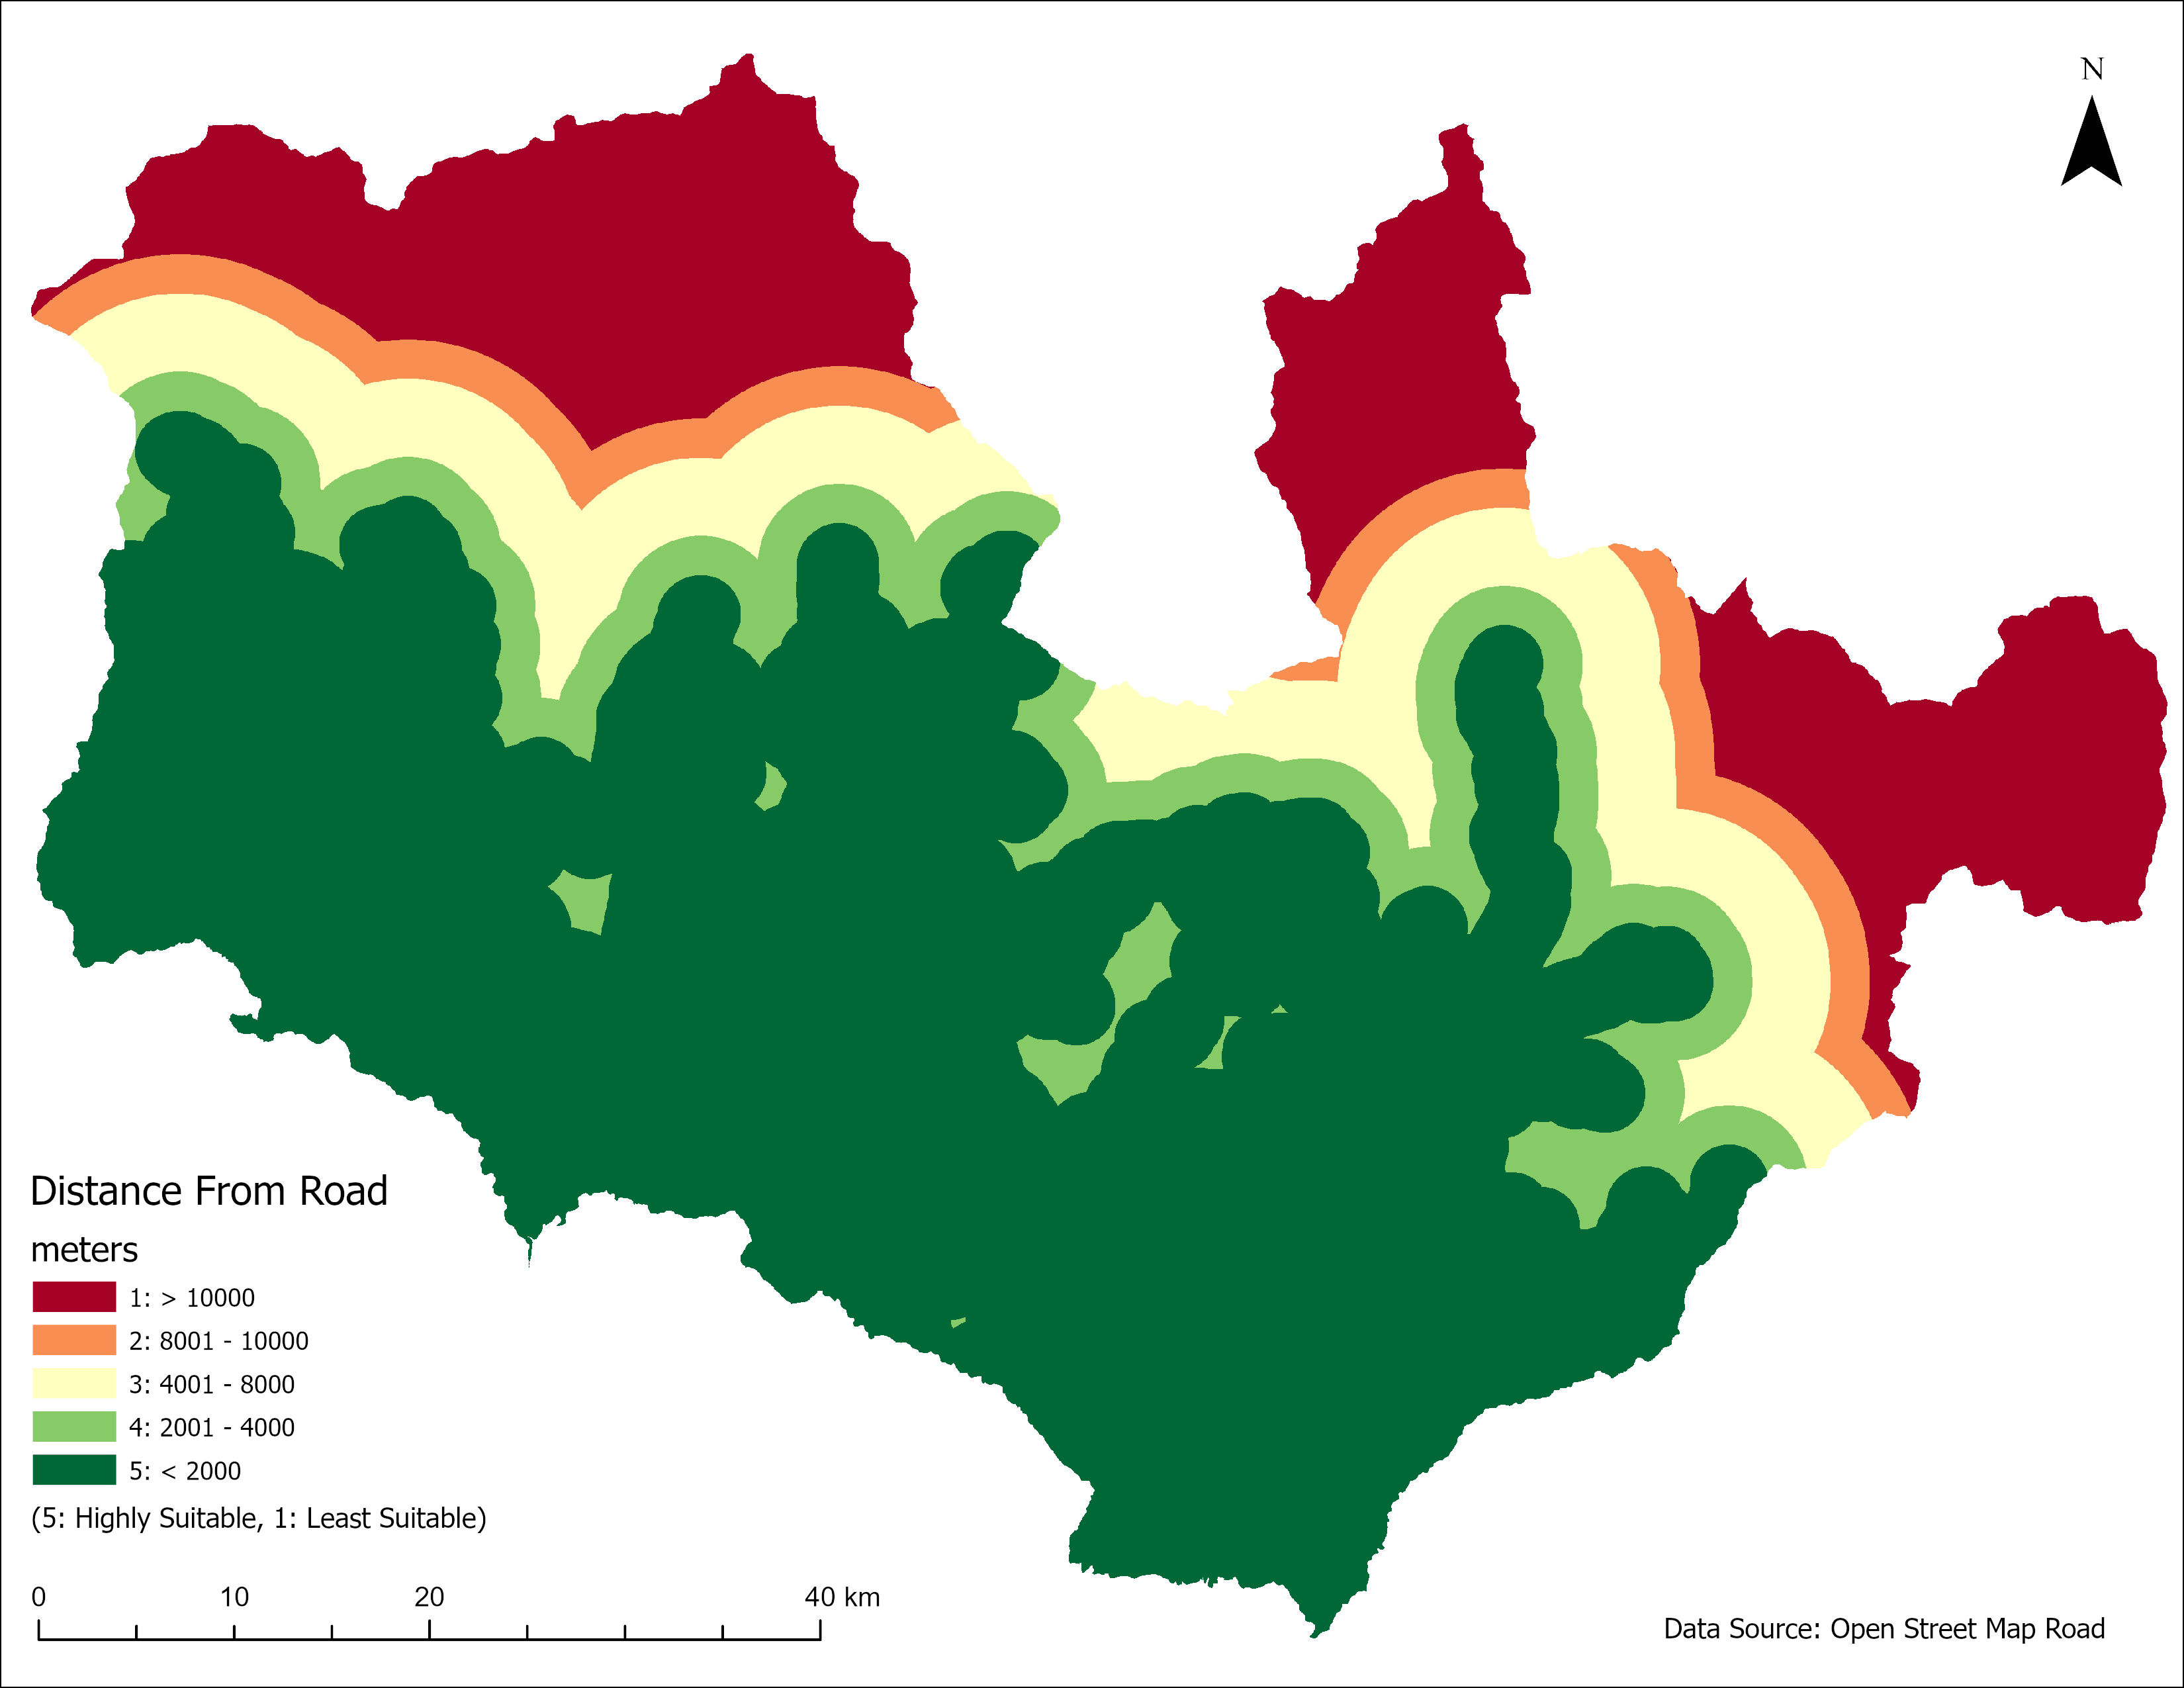 N
Distance From Road
meters
1: > 10000
2: 8001 - 10000
3: 4001 - 8000
4: 2001 - 4000
5: < 2000
(5: Highly Suitable, 1: Least Suitable)
0 10 20 40 km
Data Source: Open Street Map Road